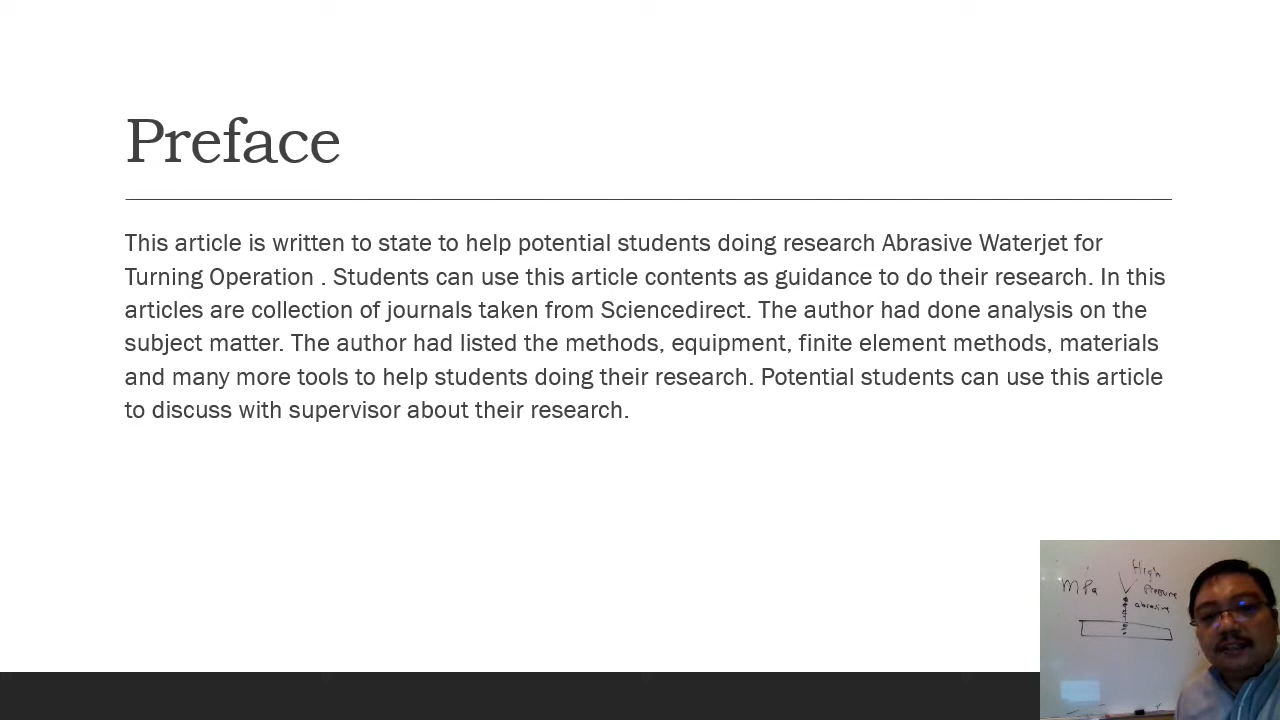 Preface
This article is written to state to help potential students doing research Abrasive Waterjet for
Turning Operation . Students can use this article contents as guidance to do their research. In this
articles are collection of journals taken from Sciencedirect. The author had done analysis on the
subject matter. The author had listed the methods, equipment, finite element methods, materials
and many more tools to help students doing their research. Potential students can use this article
to discuss with supervisor about their research.
High
MPa Pressure
abrasive